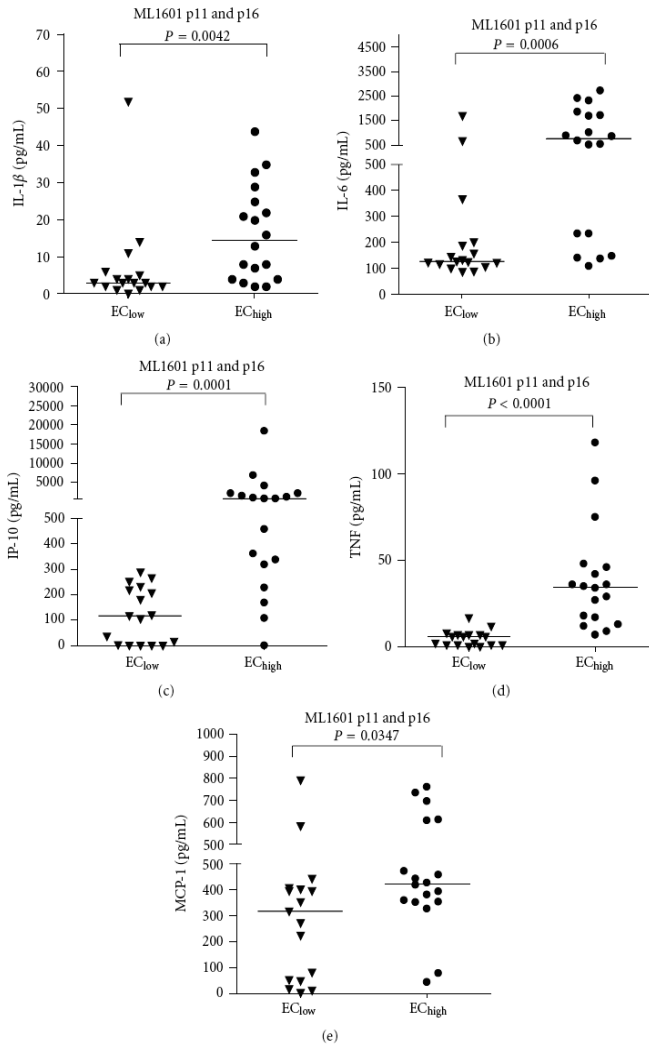 ML1601 p11 and p16
P = 0.0042
IL-1β (pg/mL)
70
60
50
40
30
20
10
0
EClow
EChigh
(a)
ML1601 p11 and p16
P = 0.0006
IL-6 (pg/mL)
4500
3500
2500
1500
500
500
400
300
200
100
0
EClow
EChigh
(b)
ML1601 p11 and p16
P = 0.0001
IP-10 (pg/mL)
30000
25000
20000
15000
10000
5000
500
400
300
200
100
0
EClow
EChigh
(c)
ML1601 p11 and p16
P < 0.0001
TNF (pg/mL)
150
100
50
0
EClow
EChigh
(d)
ML1601 p11 and p16
P = 0.0347
MCP-1 (pg/mL)
1000
900
800
700
600
500
500
400
300
200
100
0
EClow
EChigh
(e)